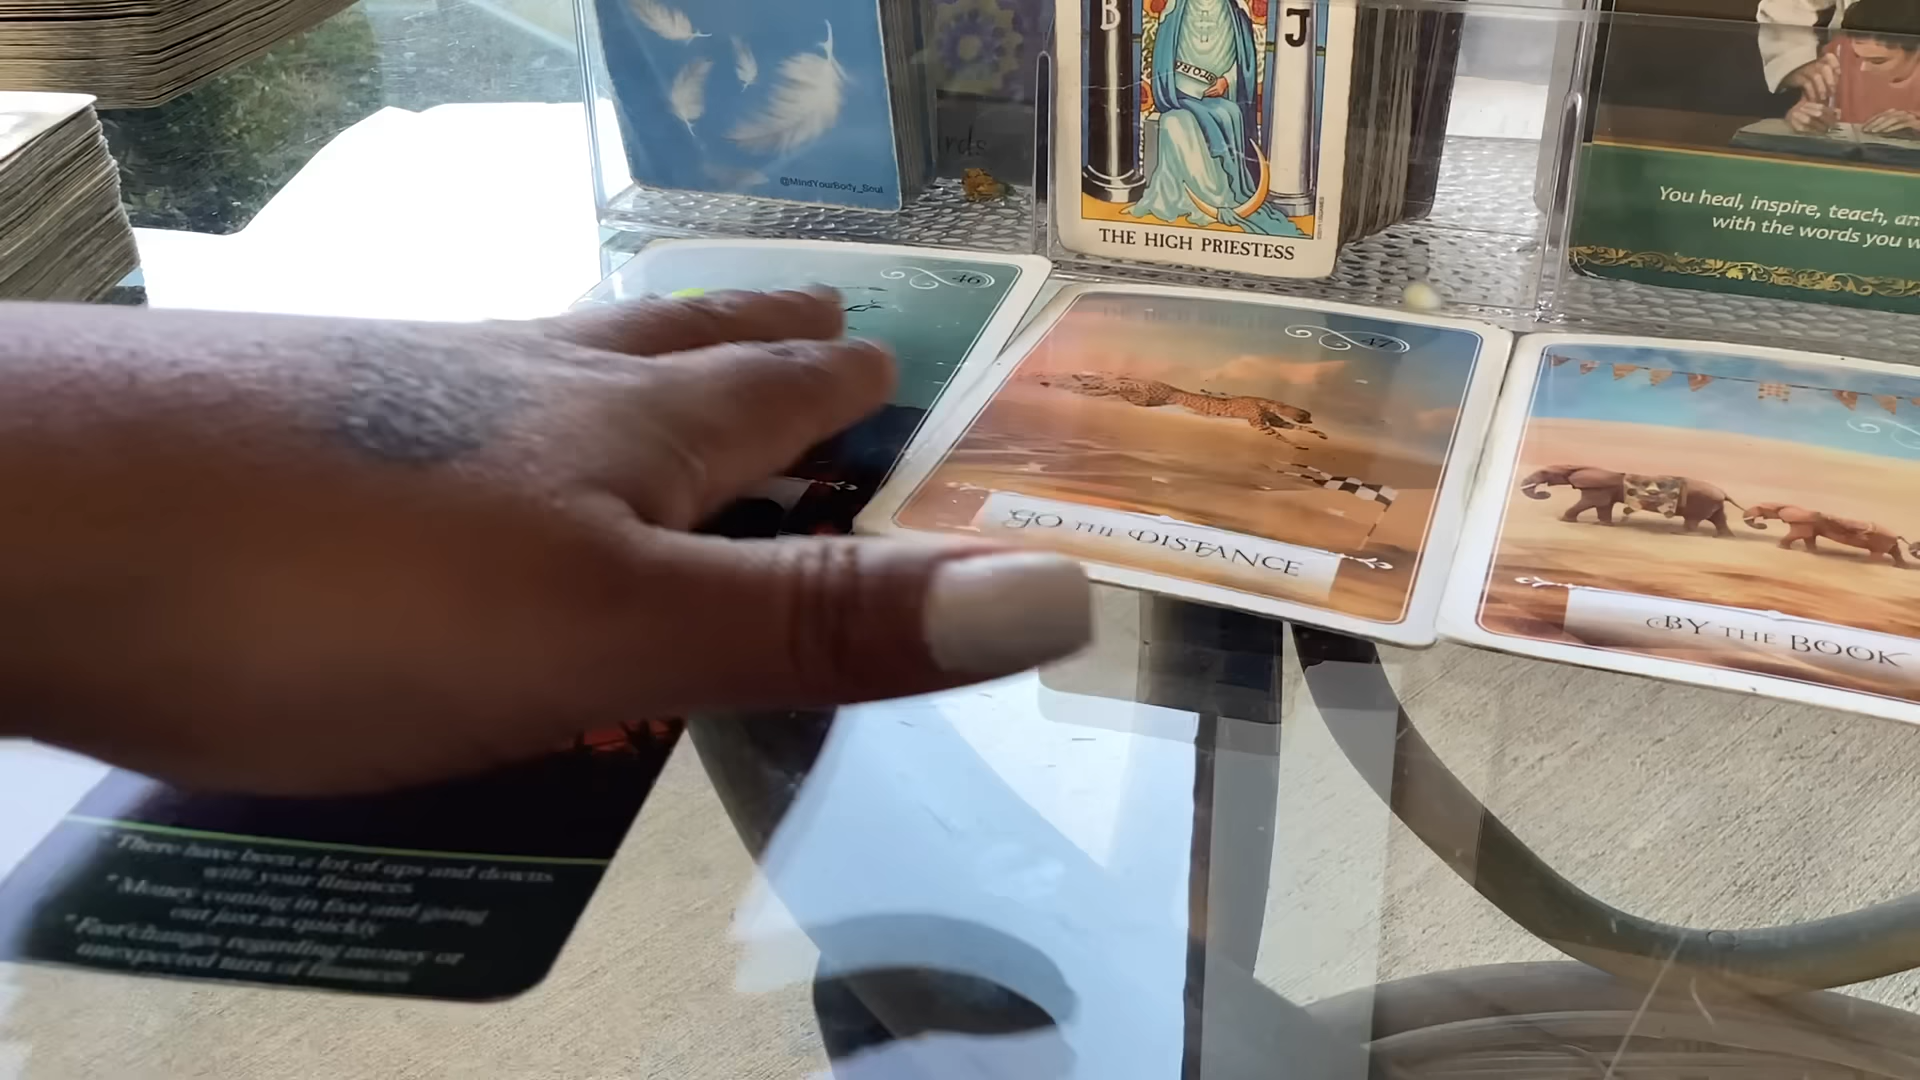 B
J
TORA
@MindYourBody_Soul
THE HIGH PRIESTESS
You heal, inspire, teach, an
with the words you w
46
47
GO THE DISTANCE
BY THE BOOK
* There have been a lot of ups and downs
with your finances
* Money coming in fast and going
out just as quickly
* Fast changes regarding money or
unexpected turn of finances